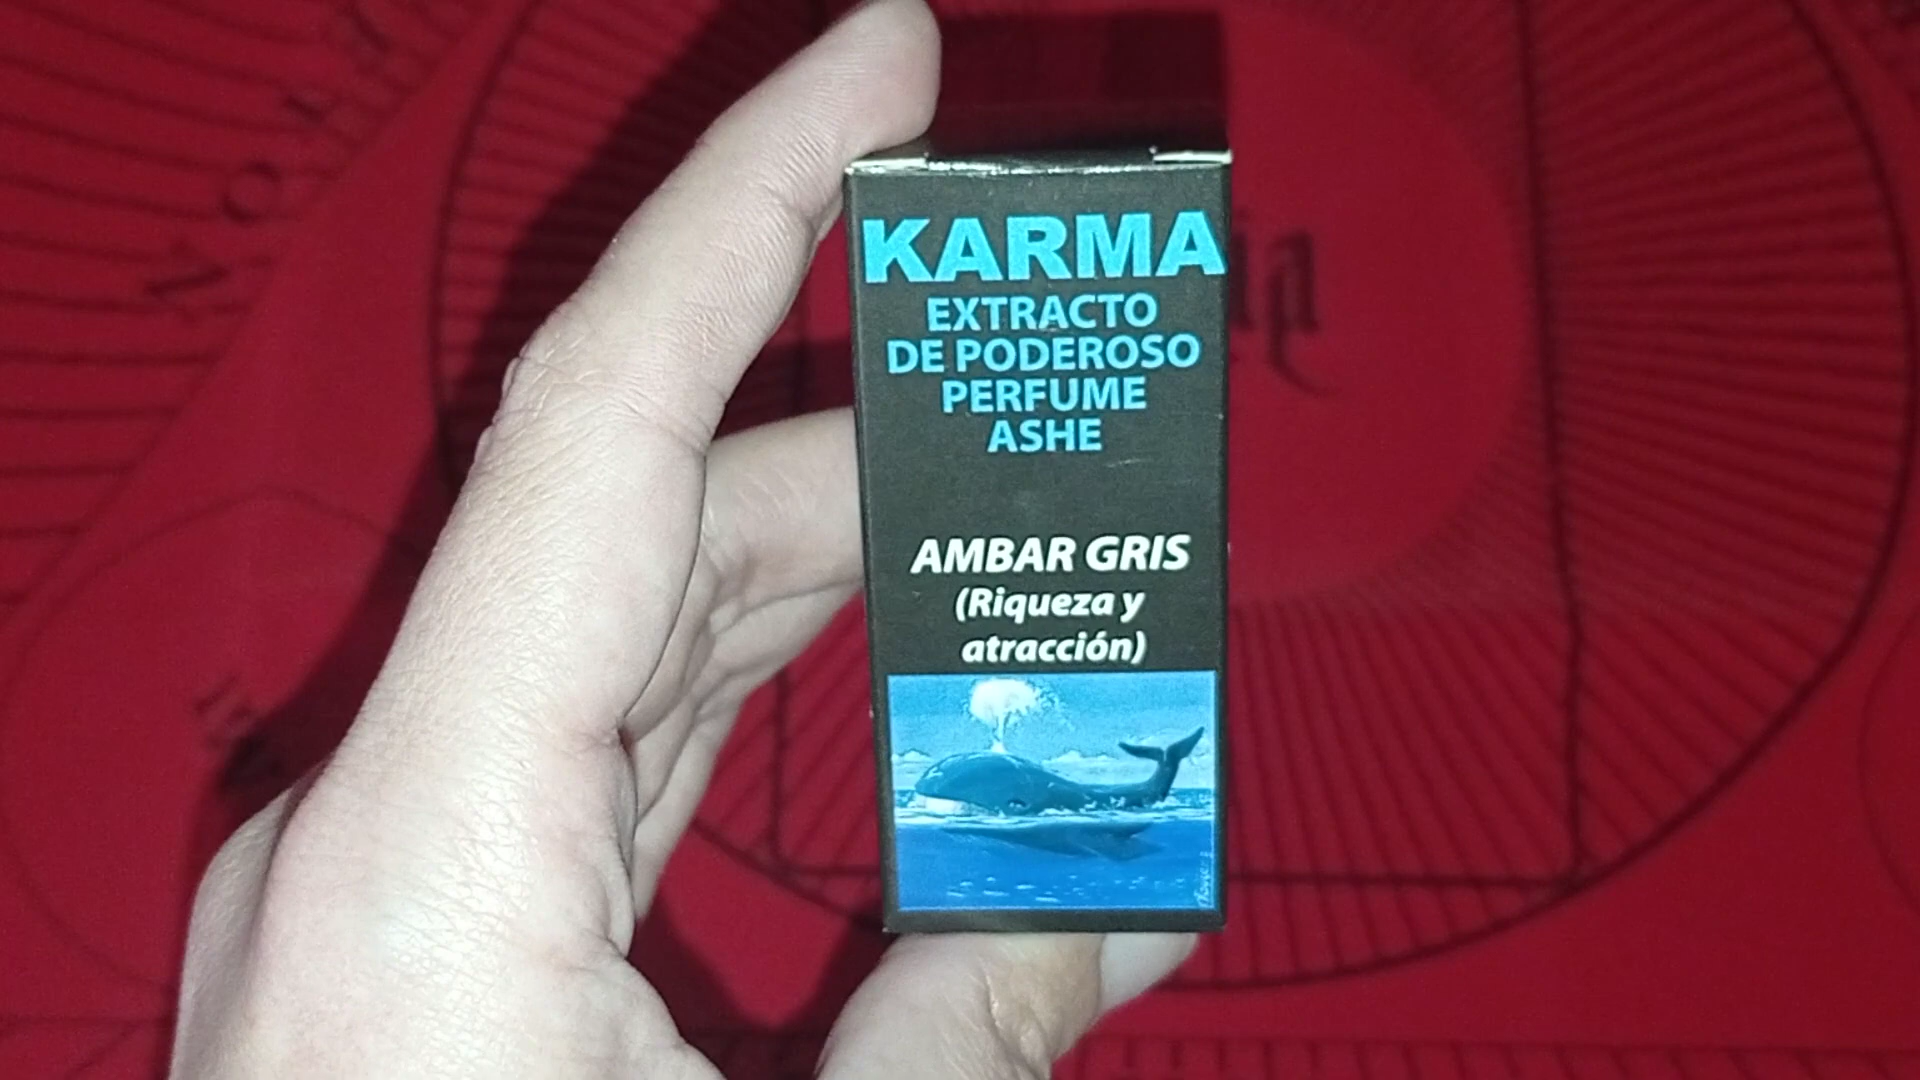 KARMA
EXTRACTO
DE PODEROSO
PERFUME
ASHE
AMBAR GRIS
(Riqueza y
atracción)